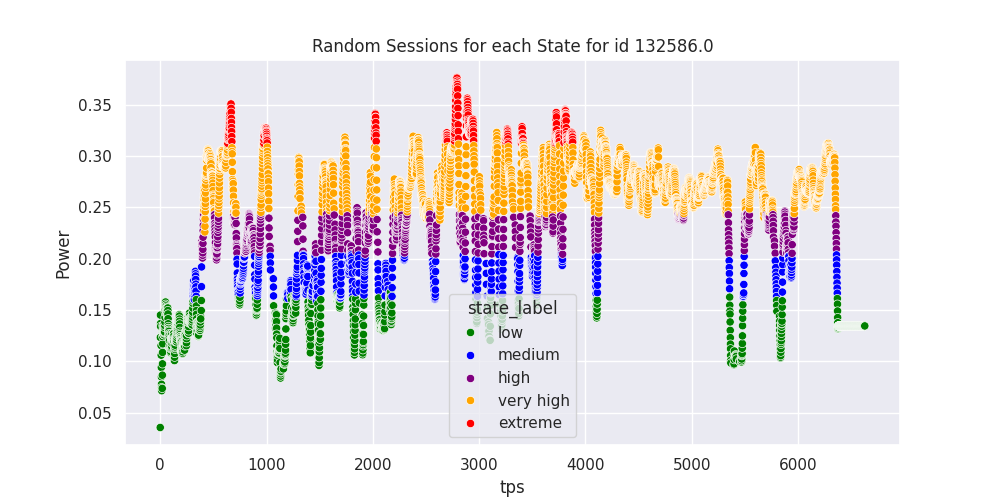 Random Sessions for each State for id 132586.0
Power
0.35
0.30
0.25
0.20
0.15
0.10
0.05
state_label
low
medium
high
very high
extreme
0 1000 2000 3000 4000 5000 6000
tps